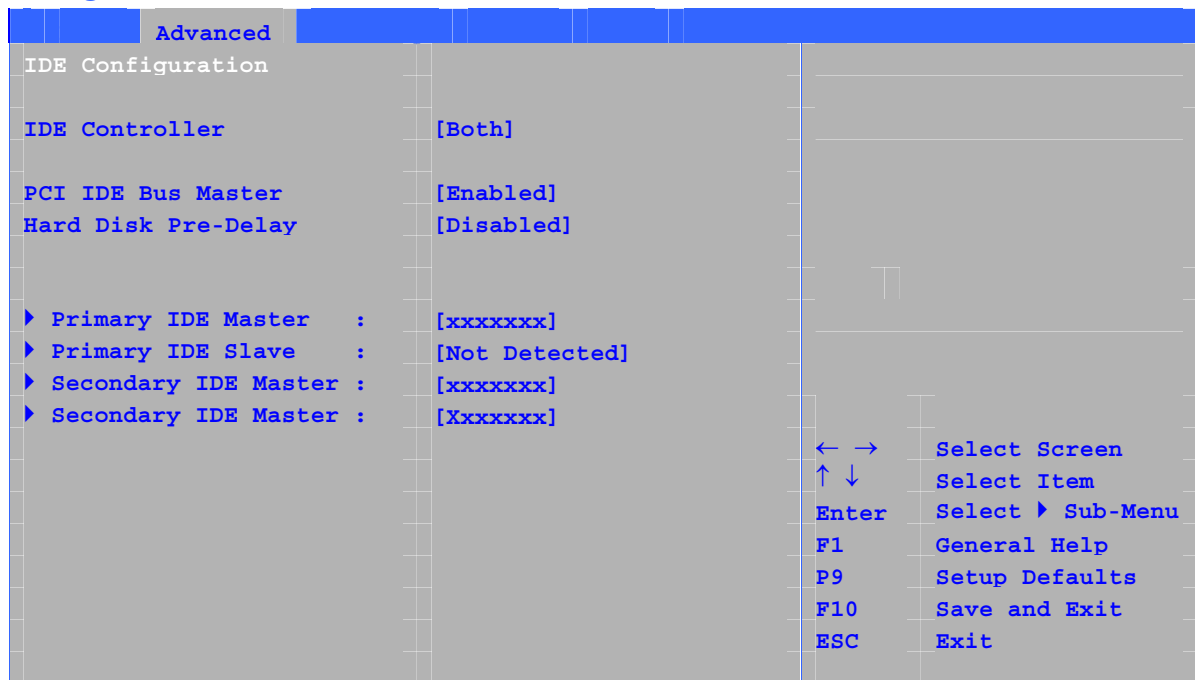 Advanced
IDE Configuration
IDE Controller [Both]
PCI IDE Bus Master [Enabled]
Hard Disk Pre-Delay [Disabled]
▶ Primary IDE Master : [xxxxxxx]
▶ Primary IDE Slave : [Not Detected]
▶ Secondary IDE Master : [xxxxxxx]
▶ Secondary IDE Master : [Xxxxxxx]
← → Select Screen
↑ ↓ Select Item
Enter Select ▶ Sub-Menu
F1 General Help
P9 Setup Defaults
F10 Save and Exit
ESC Exit